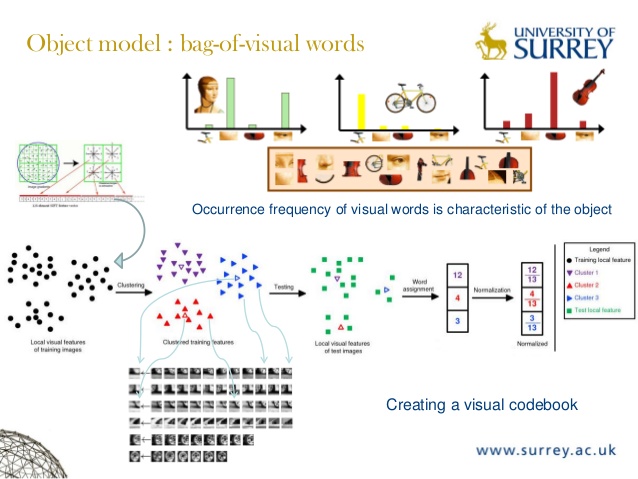 Object model : bag-of-visual words
UNIVERSITY OF
SURREY
Occurrence frequency of visual words is characteristic of the object
Clustering
Testing
Word
assignment
Normalization
12
4
3
12
13
4
13
3
13
Normalized
Legend
Training local feature
Cluster 1
Cluster 2
Cluster 3
Test local feature
Local visual features
of training images
Clustered training features
Local visual features
of test images
Creating a visual codebook
www.surrey.ac.uk